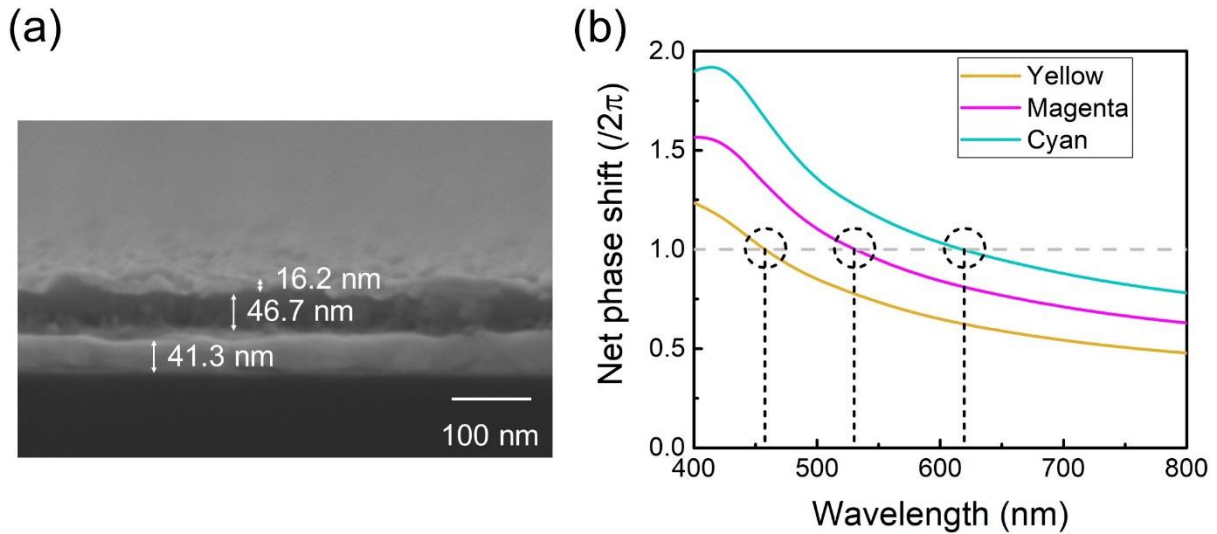 (a)
16.2 nm
46.7 nm
41.3 nm
100 nm
(b)
Net phase shift (/2π)
2.0
1.5
1.0
0.5
0.0
Yellow
Magenta
Cyan
400
500
600
700
800
Wavelength (nm)